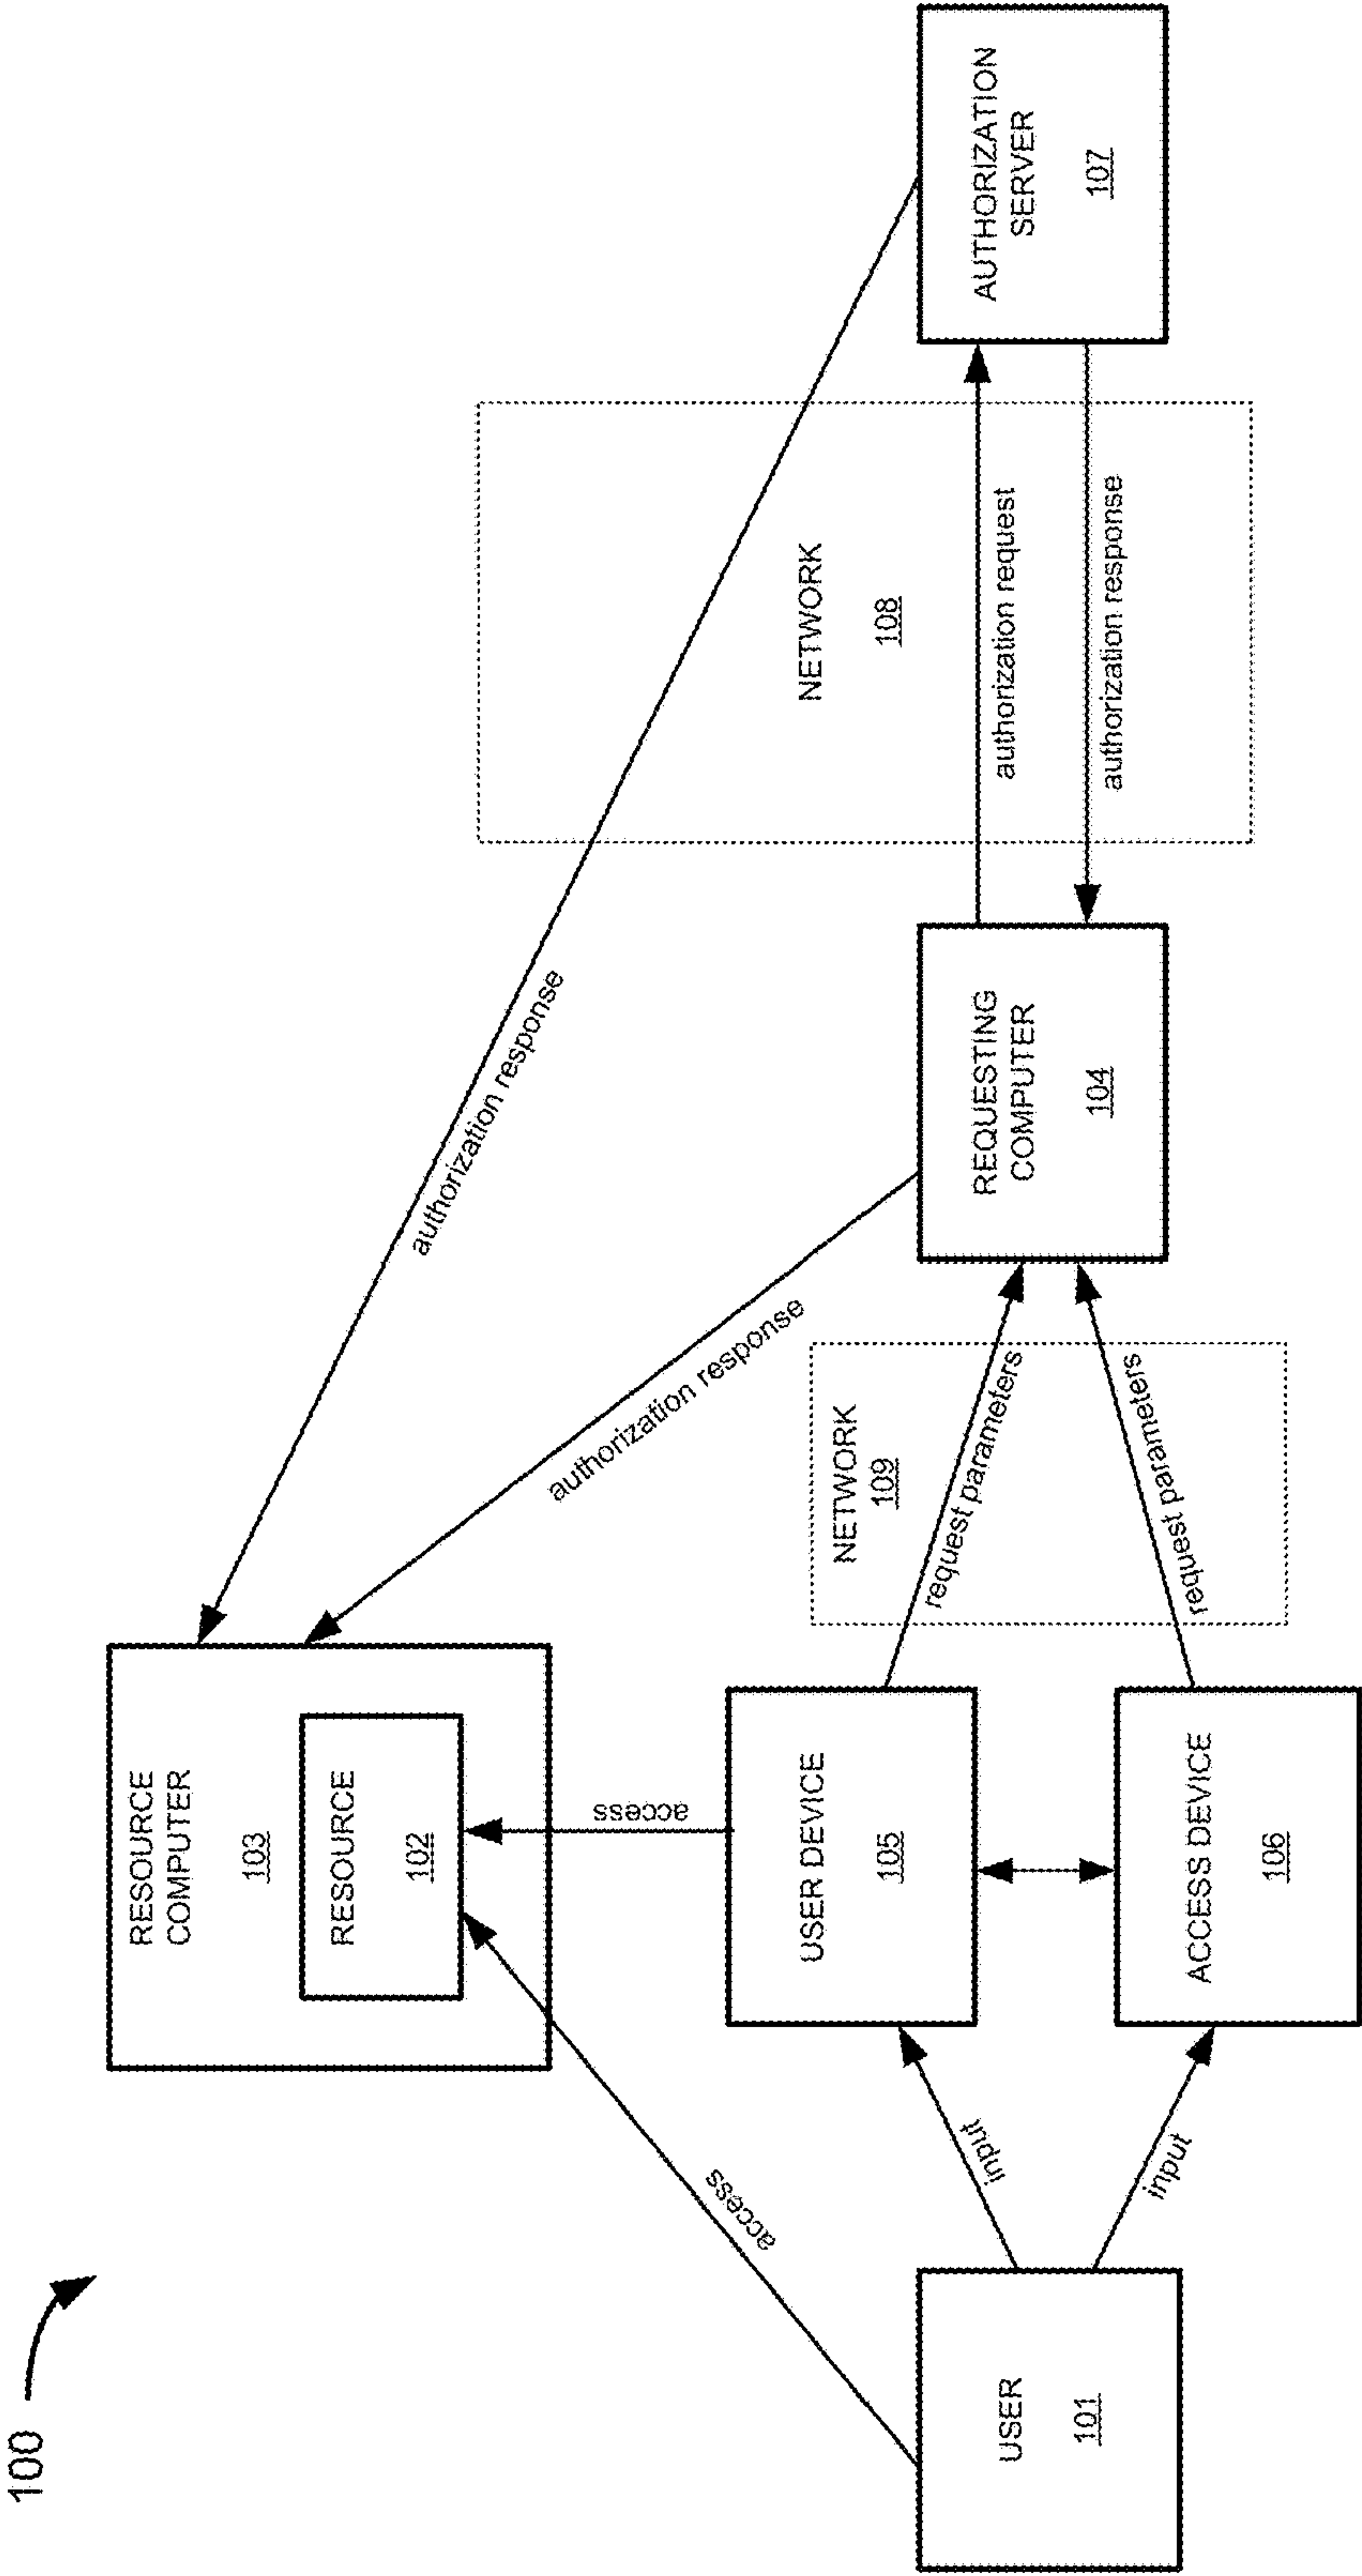 100
RESOURCE
COMPUTER
103
RESOURCE
102
authorization response
authorization response
access
access
NETWORK
108
NETWORK
109
USER
101
input
input
USER DEVICE
105
ACCESS DEVICE
106
request parameters
request parameters
REQUESTING
COMPUTER
104
authorization request
authorization response
AUTHORIZATION
SERVER
107